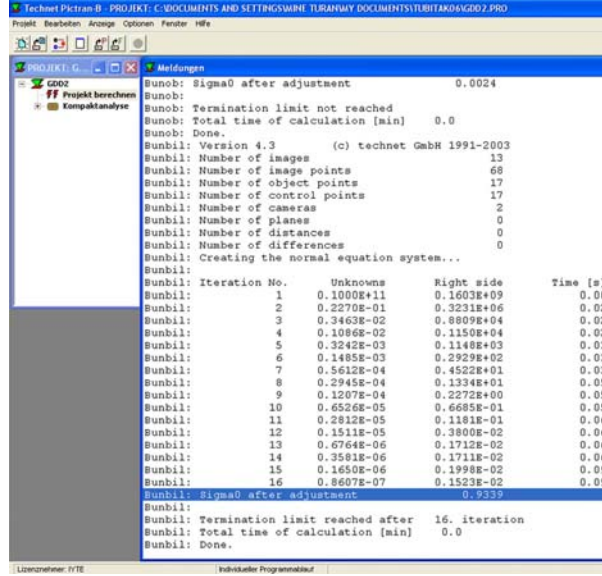 Technet Pictran-B - PROJEKT: C:\DOCUMENTS AND SETTINGS\MINE TURAN\MY DOCUMENTS\TUBITAK06\GDD2.PRO
Projekt Bearbeiten Anzeige Optionen Fenster Hilfe
PROJEKT: G...
GDD2
Projekt berechnen
Kompaktanalyse
Meldungen
Bunob: Sigma0 after adjustment 0.0024
Bunob:
Bunob: Termination limit not reached
Bunob: Total time of calculation [min] 0.0
Bunob: Done.
Bunbil: Version 4.3 (c) technet GmbH 1991-2003
Bunbil: Number of images 13
Bunbil: Number of image points 68
Bunbil: Number of object points 17
Bunbil: Number of control points 17
Bunbil: Number of cameras 2
Bunbil: Number of planes 0
Bunbil: Number of distances 0
Bunbil: Number of differences 0
Bunbil: Creating the normal equation system...
Bunbil:
Bunbil: Iteration No. Unknowns Right side Time [s]
Bunbil: 1 0.1000E+11 0.1603E+09
Bunbil: 2 0.2270E-01 0.3231E+06
Bunbil: 3 0.3463E-02 0.8809E+04
Bunbil: 4 0.1086E-02 0.1150E+04
Bunbil: 5 0.3242E-03 0.1148E+03
Bunbil: 6 0.1485E-03 0.2929E+02
Bunbil: 7 0.5612E-04 0.4522E+01
Bunbil: 8 0.2945E-04 0.1334E+01
Bunbil: 9 0.1207E-04 0.2272E+00
Bunbil: 10 0.6526E-05 0.6685E-01
Bunbil: 11 0.2812E-05 0.1181E-01
Bunbil: 12 0.1511E-05 0.3800E-02
Bunbil: 13 0.6764E-06 0.1712E-02
Bunbil: 14 0.3581E-06 0.1711E-02
Bunbil: 15 0.1650E-06 0.1998E-02
Bunbil: 16 0.8607E-07 0.1523E-02
Bunbil: Sigma0 after adjustment 0.9339
Bunbil:
Bunbil: Termination limit reached after 16. iteration
Bunbil: Total time of calculation [min] 0.0
Bunbil: Done.
Lizenznehmer: IYTE Individueller Programmablauf